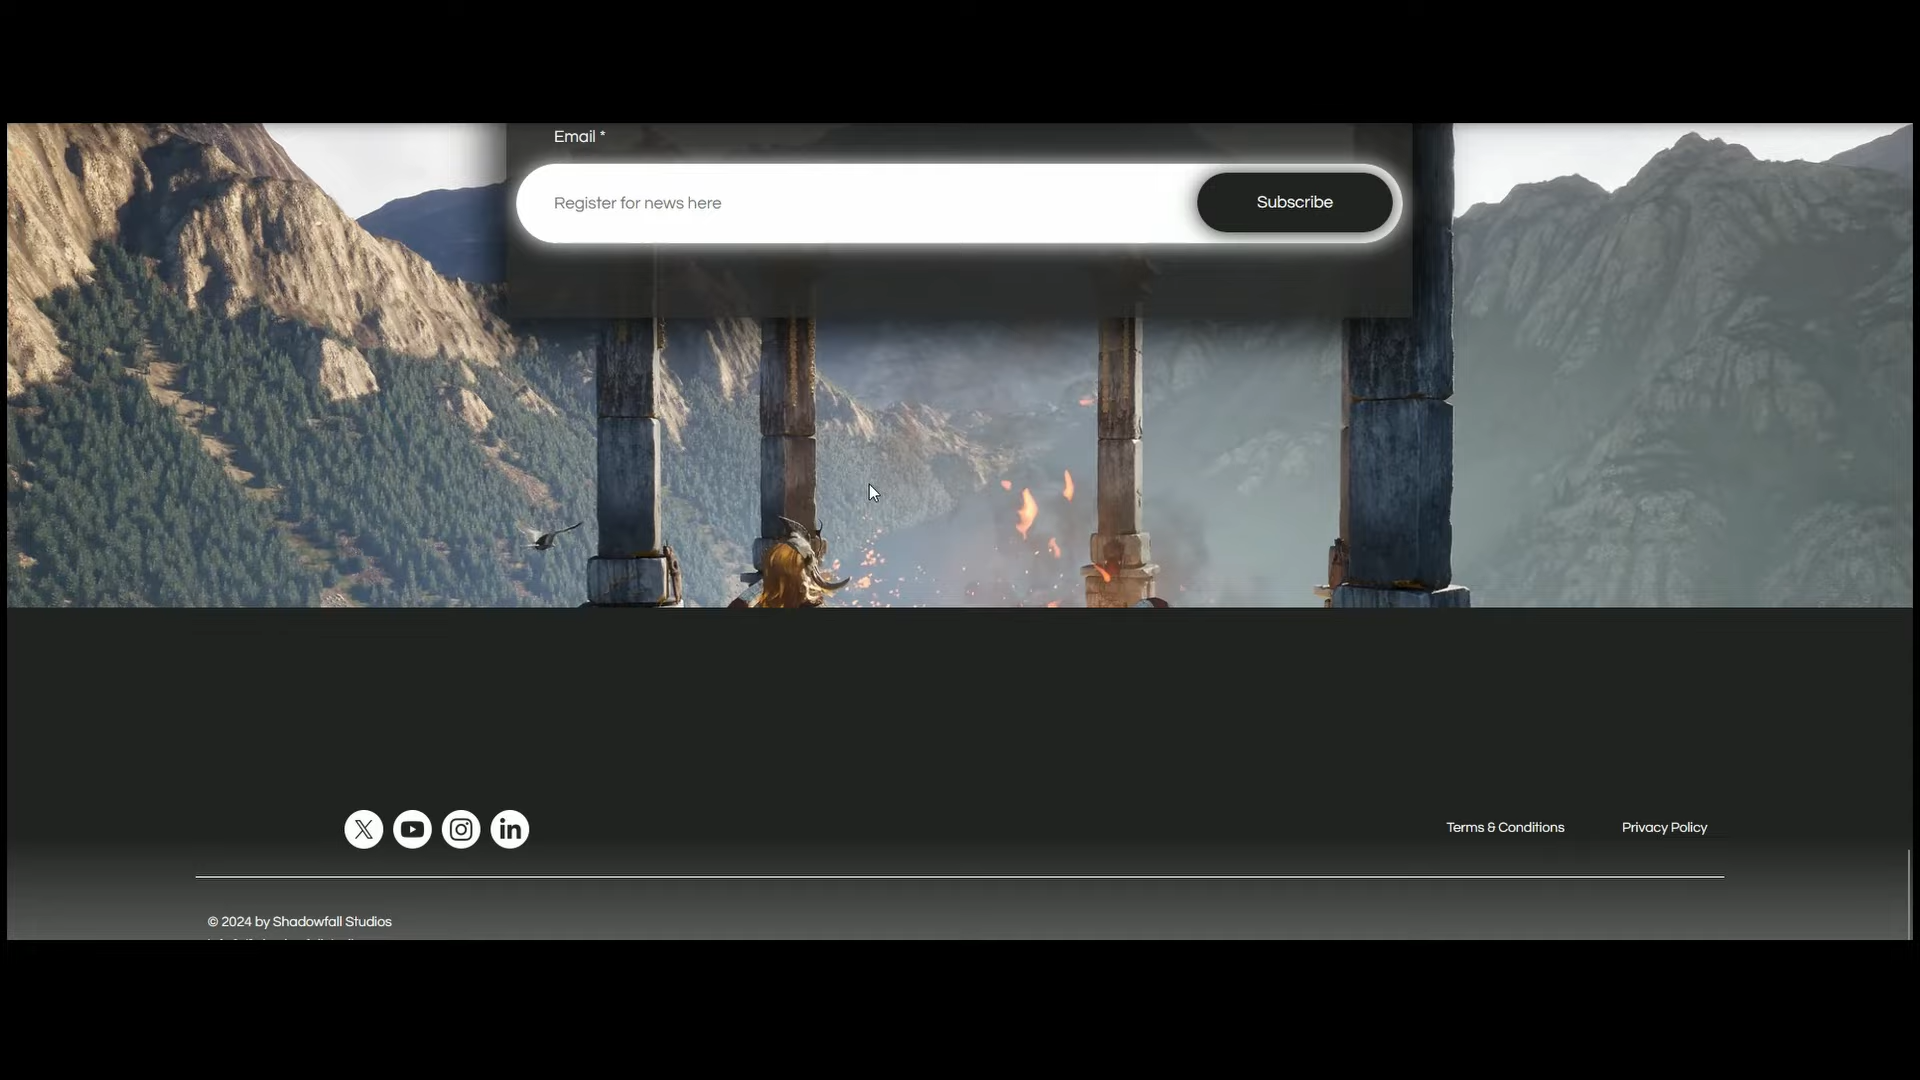 Email *
Register for news here
Subscribe
Terms & Conditions
Privacy Policy
© 2024 by Shadowfall Studios